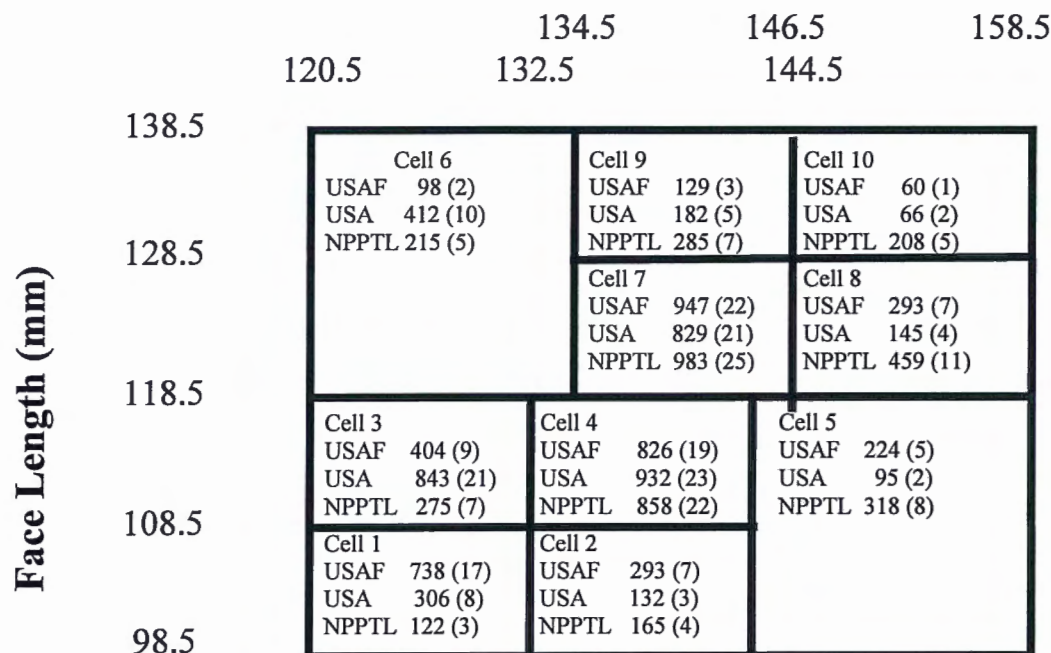 134.5 146.5 158.5
120.5 132.5 144.5
138.5
Cell 6
USAF 98 (2)
USA 412 (10)
NPPTL 215 (5)
Cell 9
USAF 129 (3)
USA 182 (5)
NPPTL 285 (7)
Cell 10
USAF 60 (1)
USA 66 (2)
NPPTL 208 (5)
128.5
Cell 7
USAF 947 (22)
USA 829 (21)
NPPTL 983 (25)
Cell 8
USAF 293 (7)
USA 145 (4)
NPPTL 459 (11)
Face Length (mm)
118.5
Cell 3
USAF 404 (9)
USA 843 (21)
NPPTL 275 (7)
Cell 4
USAF 826 (19)
USA 932 (23)
NPPTL 858 (22)
Cell 5
USAF 224 (5)
USA 95 (2)
NPPTL 318 (8)
108.5
Cell 1
USAF 738 (17)
USA 306 (8)
NPPTL 122 (3)
Cell 2
USAF 293 (7)
USA 132 (3)
NPPTL 165 (4)
98.5